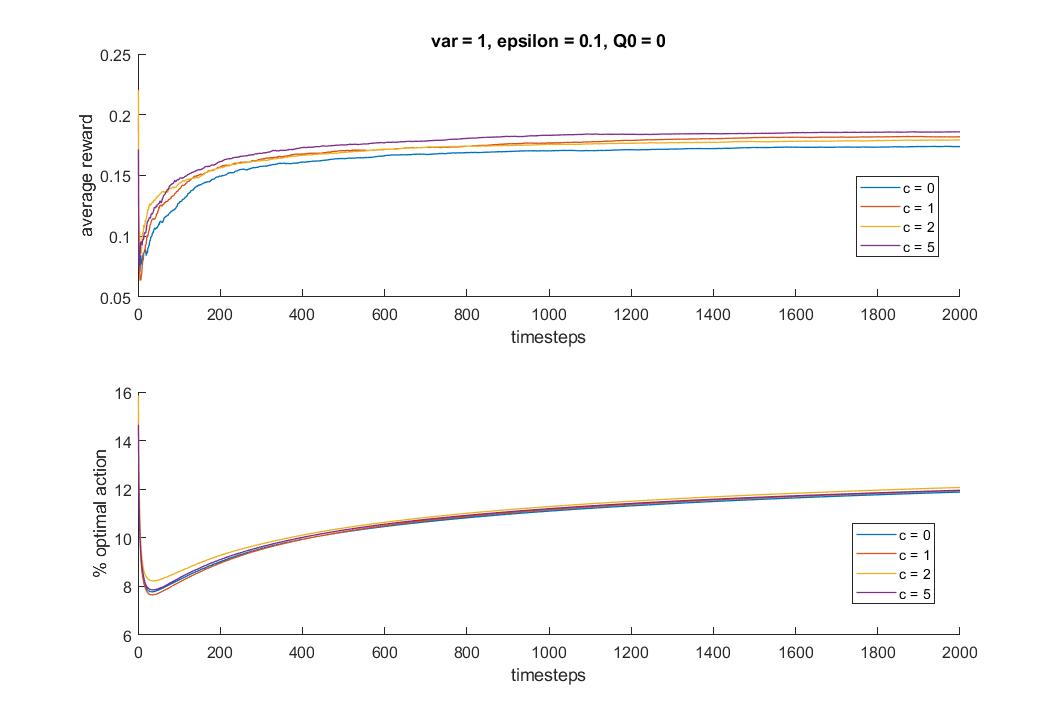 var = 1, epsilon = 0.1, Q0 = 0
0.25
0.2
0.15
0.1
0.05
average reward
c = 0
c = 1
c = 2
c = 5
0 200 400 600 800 1000 1200 1400 1600 1800 2000
timesteps
16
14
12
10
8
6
% optimal action
c = 0
c = 1
c = 2
c = 5
0 200 400 600 800 1000 1200 1400 1600 1800 2000
timesteps